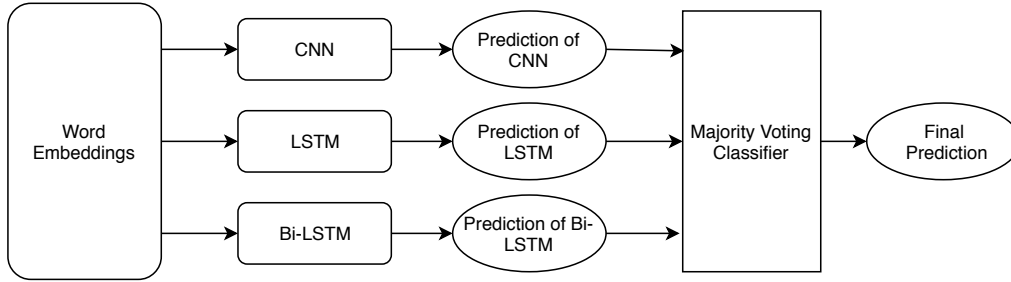 Word
Embeddings
CNN
Prediction of
CNN
LSTM
Prediction of
LSTM
Bi-LSTM
Prediction of Bi-
LSTM
Majority Voting
Classifier
Final
Prediction